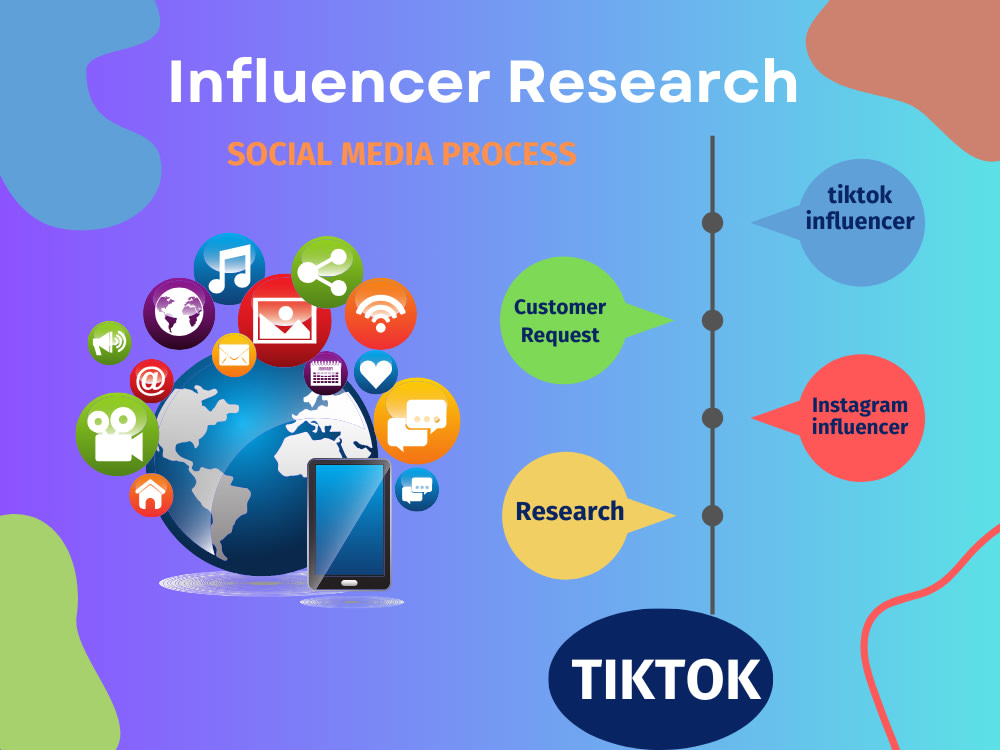 Influencer Research
SOCIAL MEDIA PROCESS
tiktok
influencer
Customer
Request
Instagram
influencer
Research
TIKTOK
@